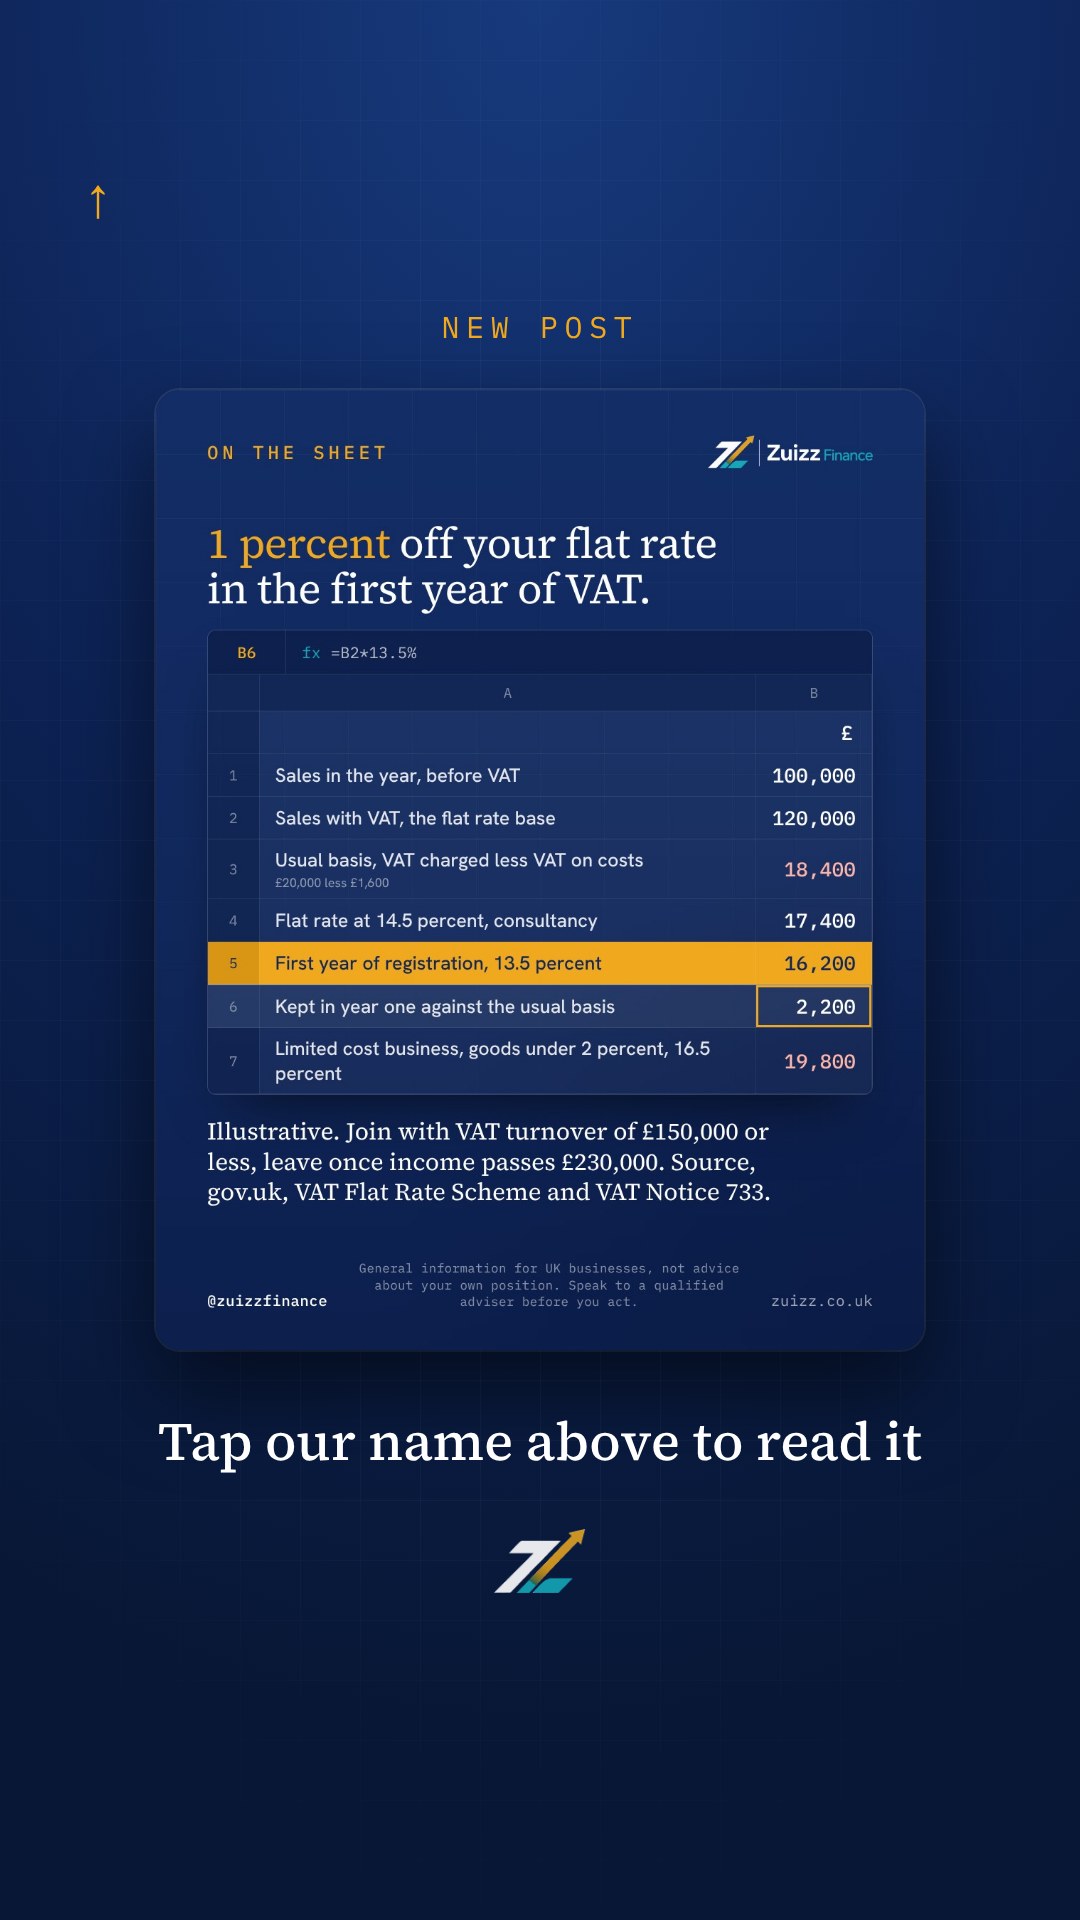 ↑
NEW POST
ON THE SHEET
Zuizz Finance
1 percent off your flat rate
in the first year of VAT.
B6 fx =B2*13.5%
A B
£
1 Sales in the year, before VAT 100,000
2 Sales with VAT, the flat rate base 120,000
3 Usual basis, VAT charged less VAT on costs 18,400
£20,000 less £1,600
4 Flat rate at 14.5 percent, consultancy 17,400
5 First year of registration, 13.5 percent 16,200
6 Kept in year one against the usual basis 2,200
7 Limited cost business, goods under 2 percent, 16.5 19,800
percent
Illustrative. Join with VAT turnover of £150,000 or
less, leave once income passes £230,000. Source,
gov.uk, VAT Flat Rate Scheme and VAT Notice 733.
General information for UK businesses, not advice
about your own position. Speak to a qualified
adviser before you act.
@zuizzfinance
zuizz.co.uk
Tap our name above to read it